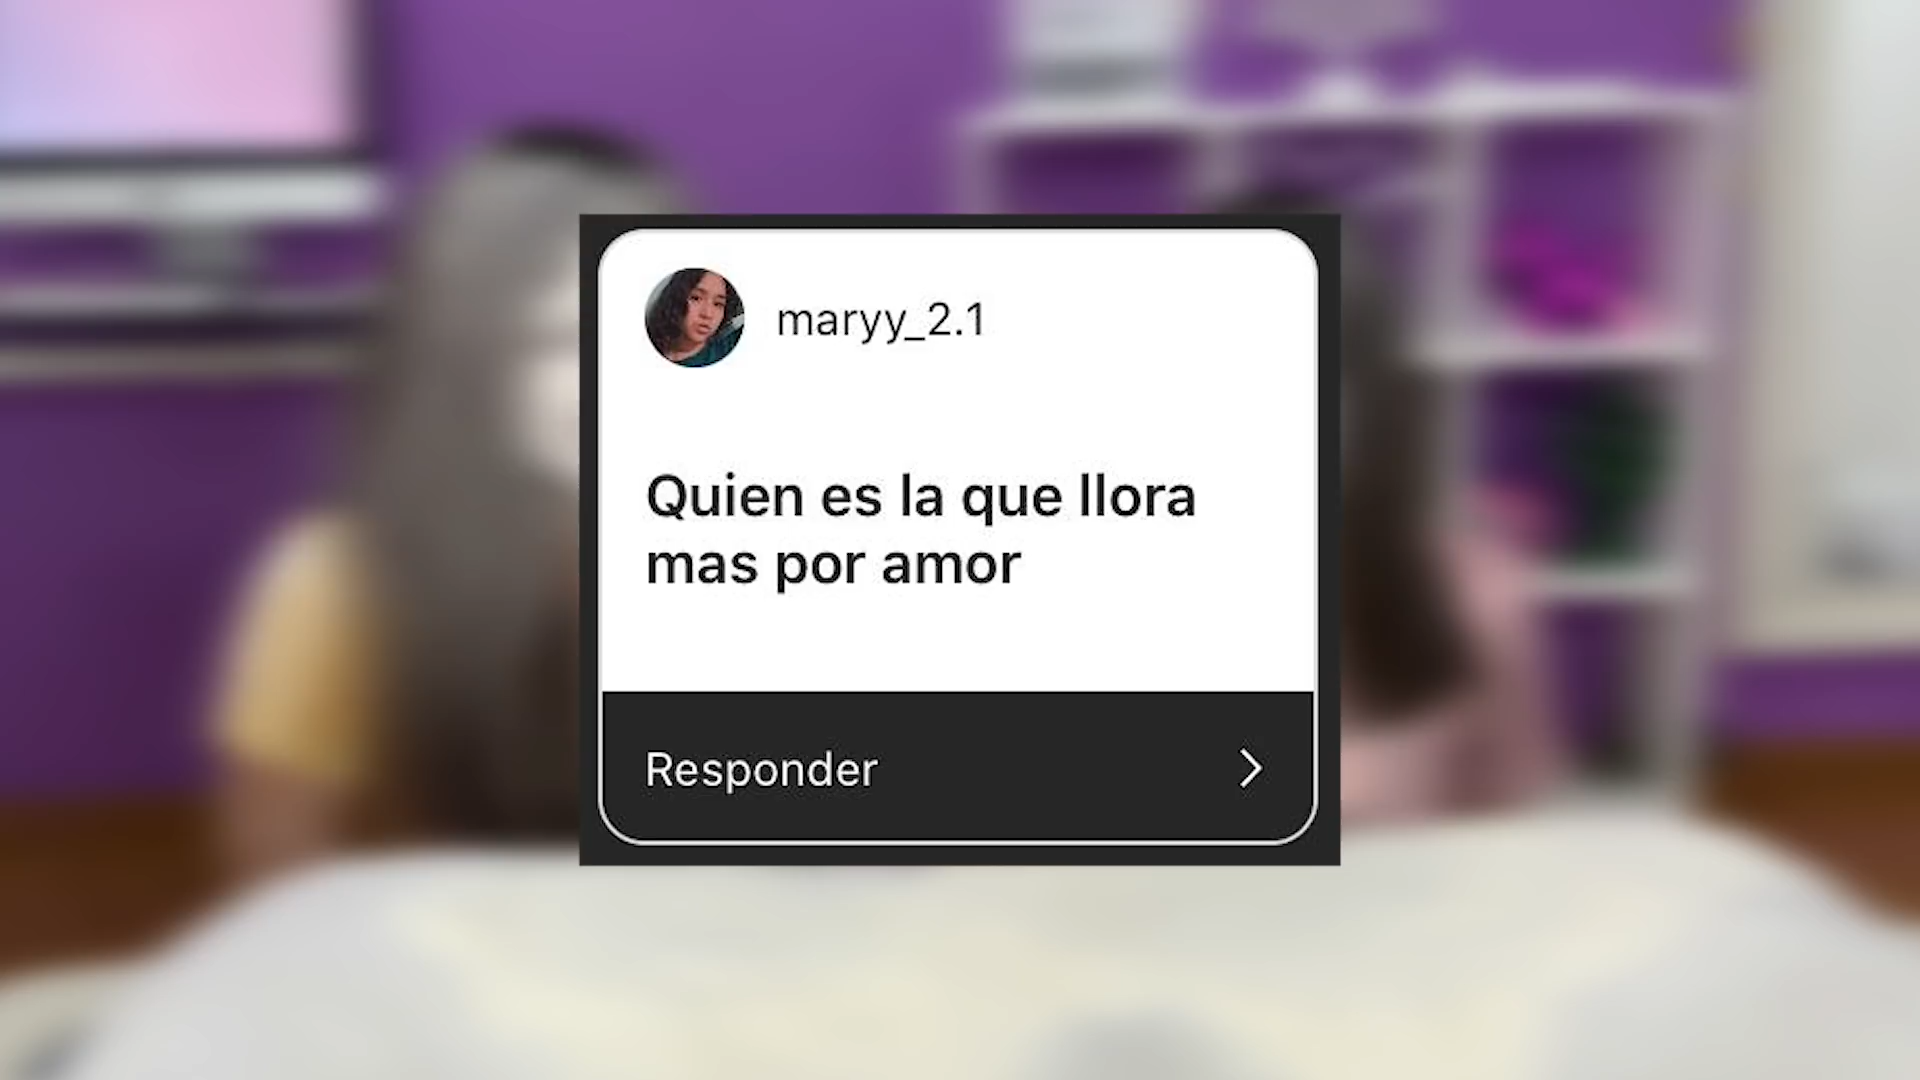 maryy_2.1
Quien es la que llora
mas por amor
Responder